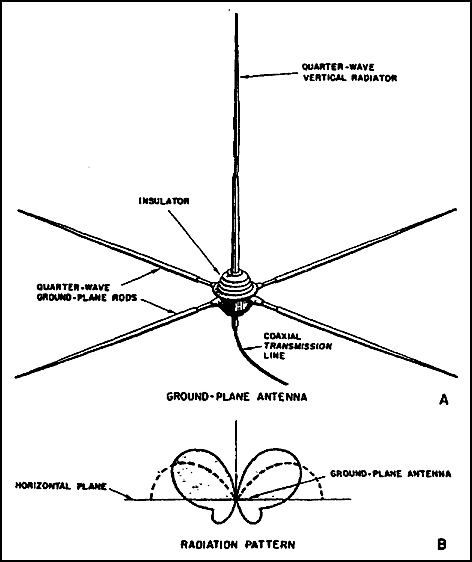 QUARTER-WAVE
VERTICAL RADIATOR
INSULATOR
QUARTER-WAVE
GROUND-PLANE RODS
COAXIAL
TRANSMISSION
LINE
GROUND-PLANE ANTENNA
A
GROUND-PLANE ANTENNA
HORIZONTAL PLANE
RADIATION PATTERN
B